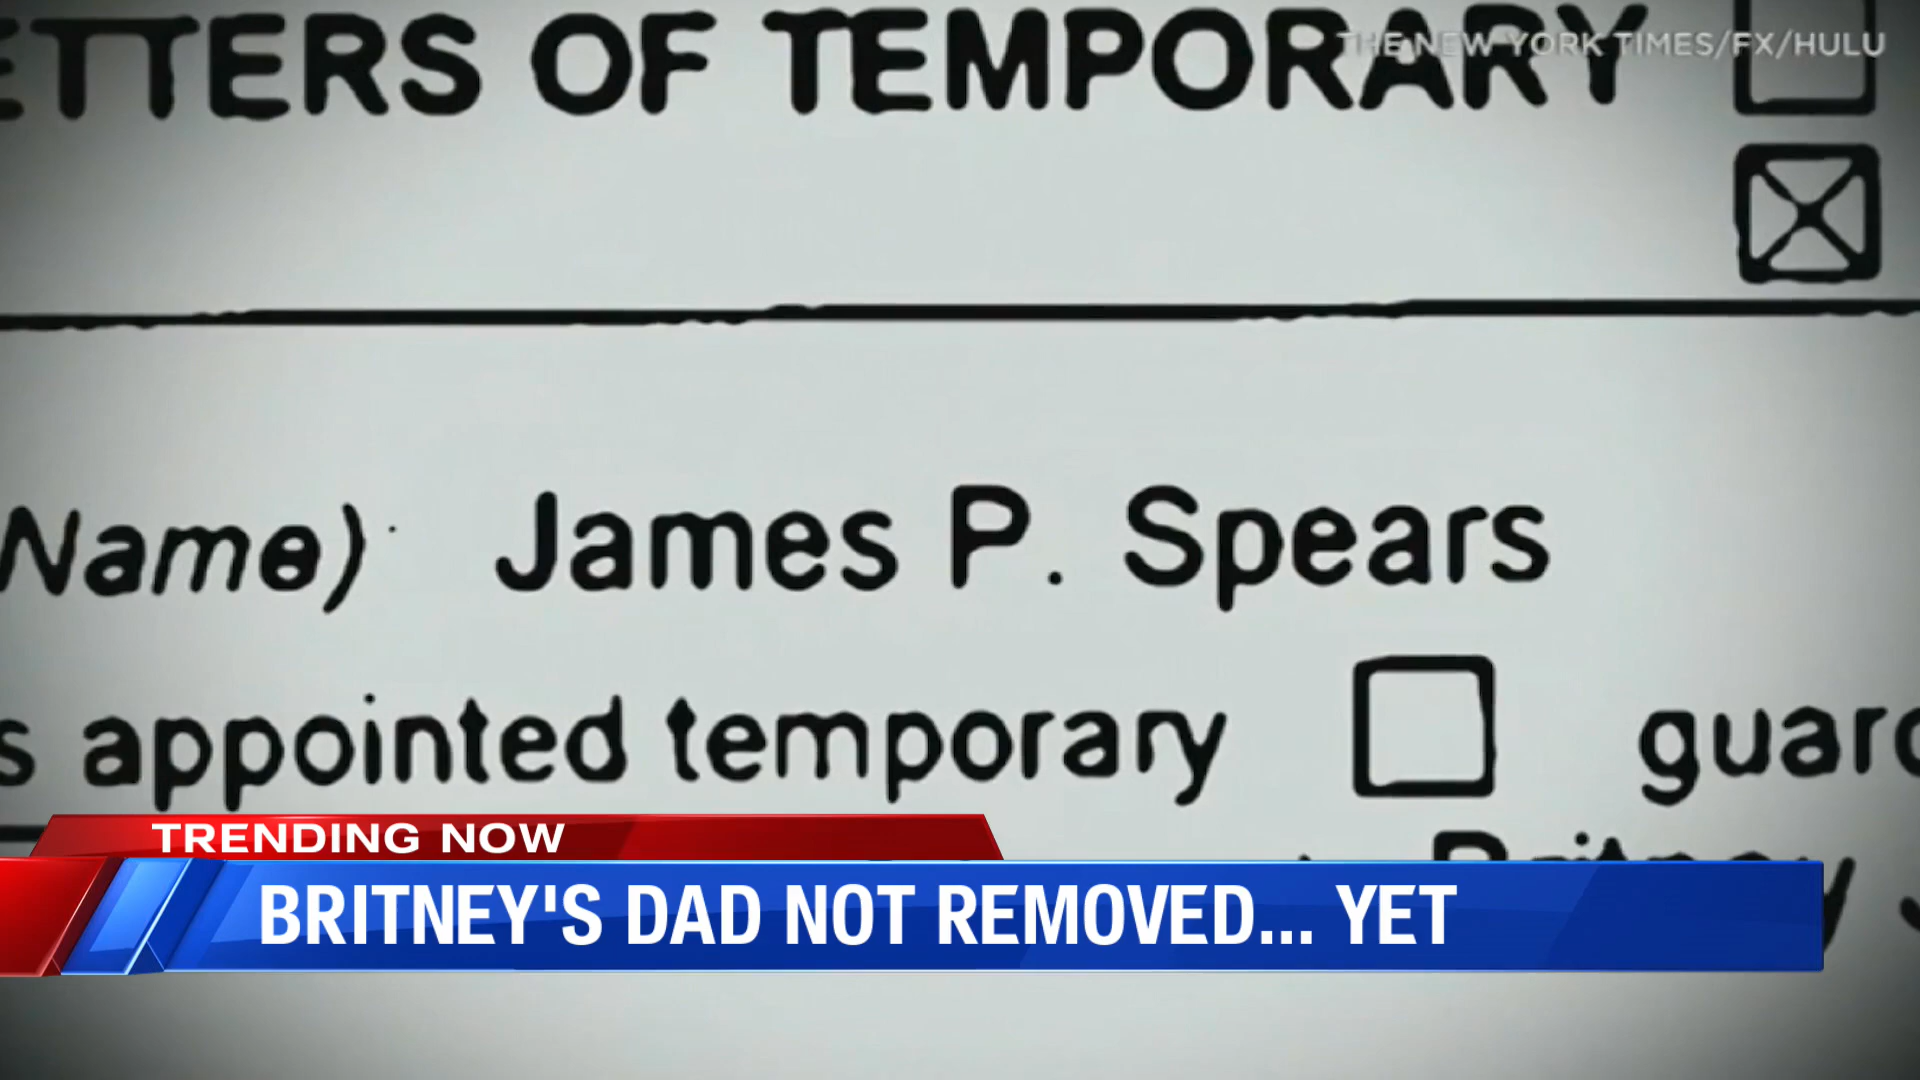 ETTERS OF TEMPORARY
THE NEW YORK TIMES/FX/HULU
Name) James P. Spears
s appointed temporary guard
TRENDING NOW
BRITNEY'S DAD NOT REMOVED... YET